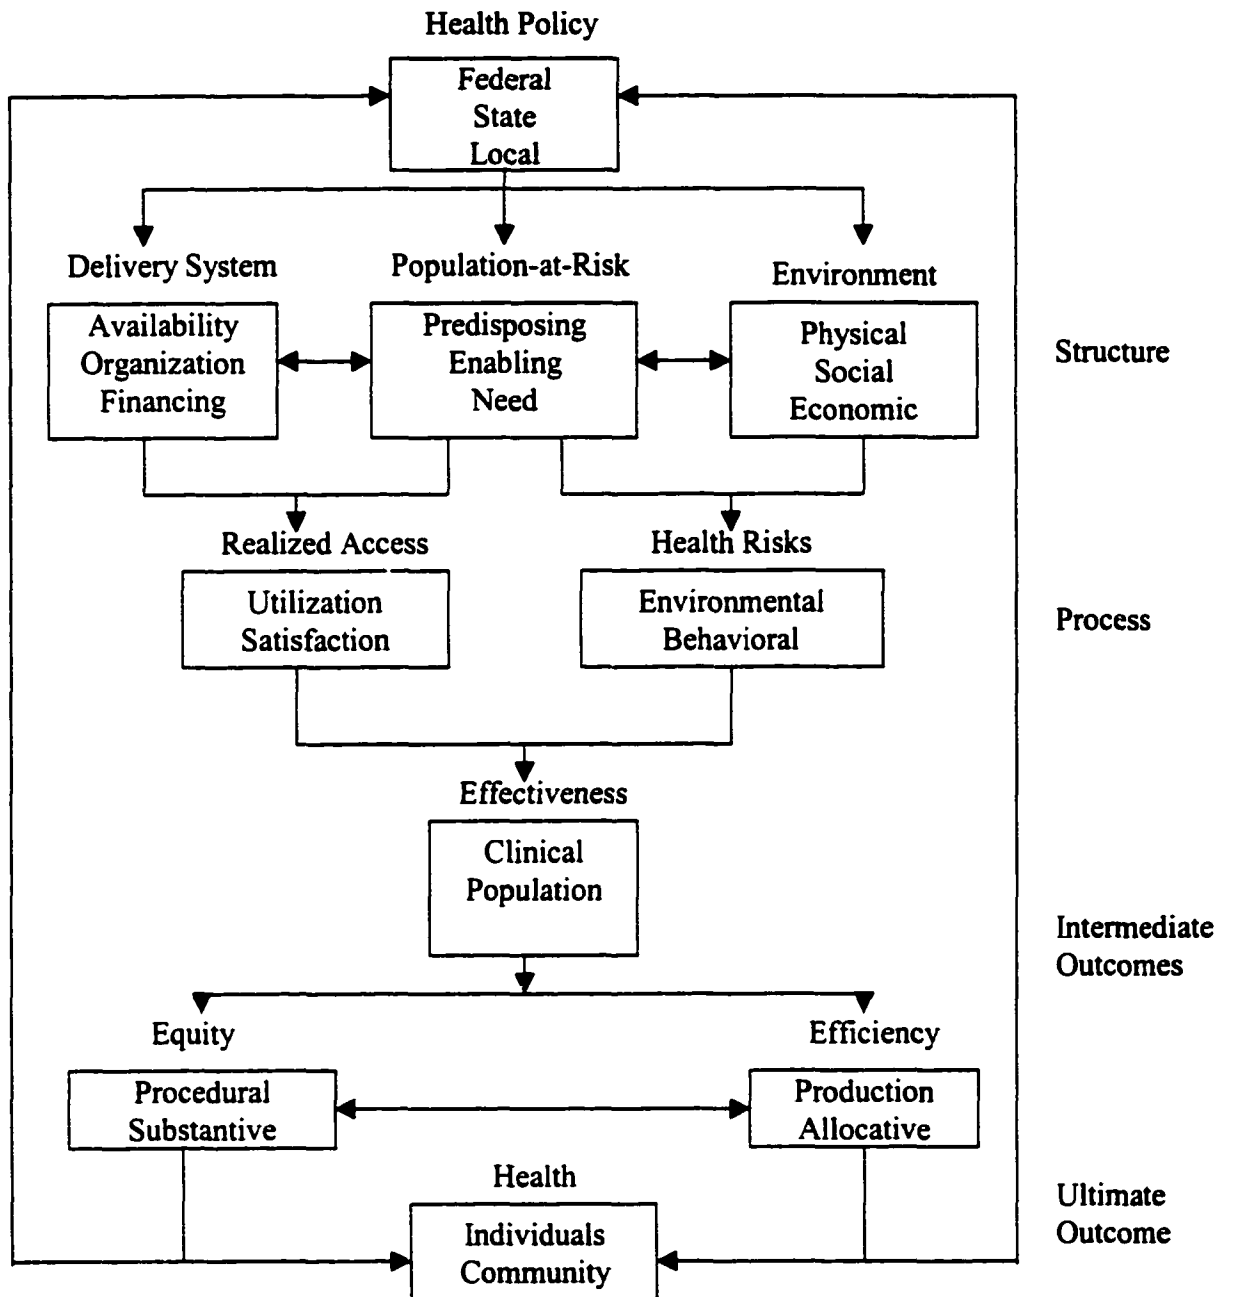 Health Policy
Federal
State
Local
Delivery System
Population-at-Risk
Environment
Availability
Organization
Financing
Predisposing
Enabling
Need
Physical
Social
Economic
Structure
Realized Access
Health Risks
Utilization
Satisfaction
Environmental
Behavioral
Process
Effectiveness
Clinical
Population
Intermediate
Outcomes
Equity
Efficiency
Procedural
Substantive
Production
Allocative
Health
Individuals
Community
Ultimate
Outcome